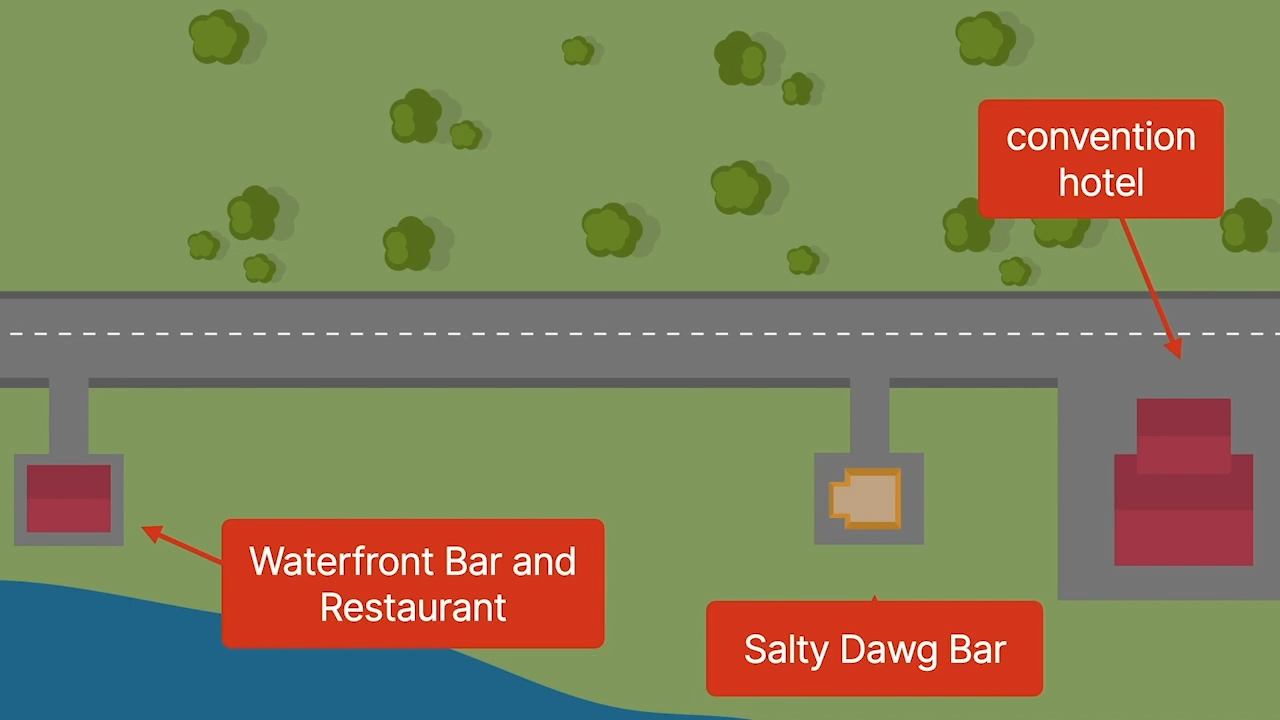 convention
hotel
Waterfront Bar and
Restaurant
Salty Dawg Bar